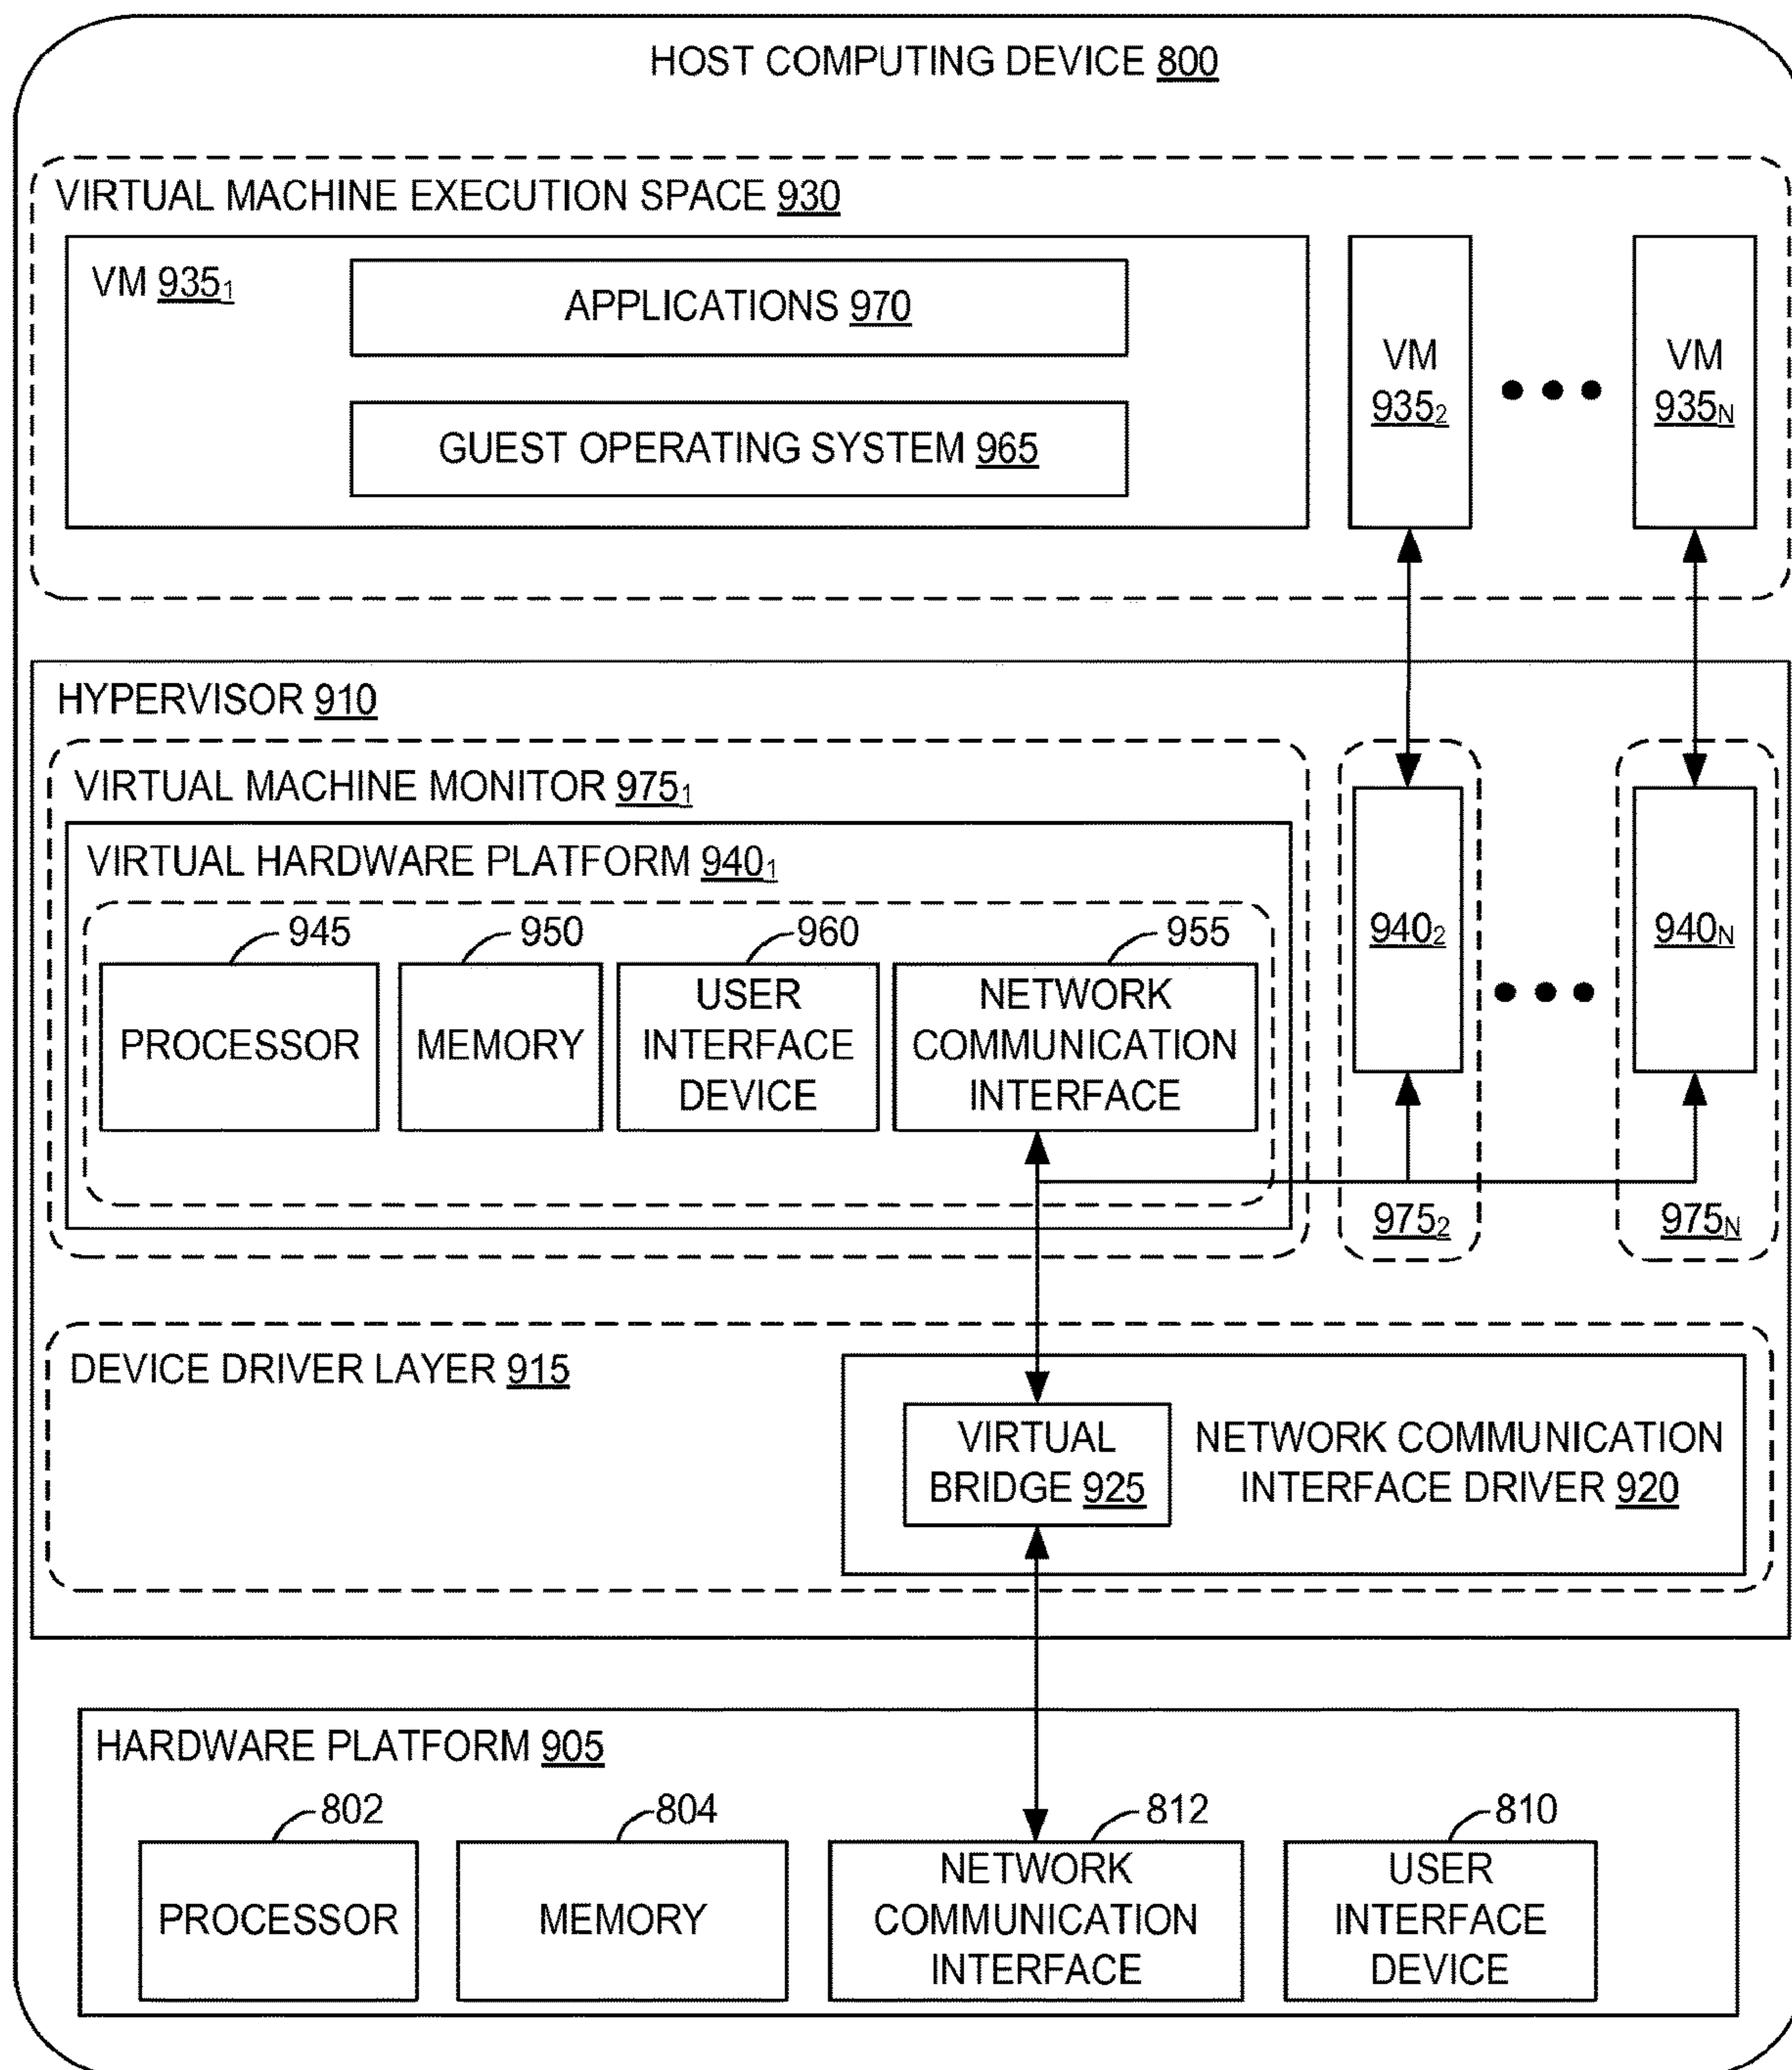 HOST COMPUTING DEVICE 800
VIRTUAL MACHINE EXECUTION SPACE 930
VM 935₁
APPLICATIONS 970
GUEST OPERATING SYSTEM 965
VM
935₂
VM
935ₙ
HYPERVISOR 910
VIRTUAL MACHINE MONITOR 975₁
VIRTUAL HARDWARE PLATFORM 940₁
945
PROCESSOR
950
MEMORY
960
USER
INTERFACE
DEVICE
955
NETWORK
COMMUNICATION
INTERFACE
940₂
940ₙ
975₂
975ₙ
DEVICE DRIVER LAYER 915
VIRTUAL
BRIDGE 925
NETWORK COMMUNICATION
INTERFACE DRIVER 920
HARDWARE PLATFORM 905
802
PROCESSOR
804
MEMORY
812
NETWORK
COMMUNICATION
INTERFACE
810
USER
INTERFACE
DEVICE